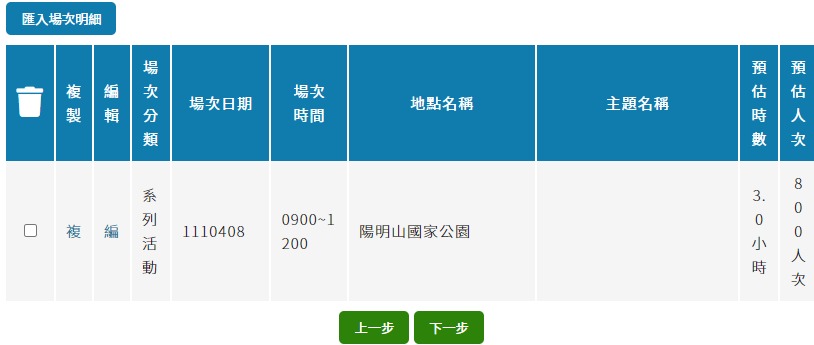 匯入場次明細
複製
編輯
場次分類
場次日期
場次
時間
地點名稱
主題名稱
預估時數
預估人次
複
編
系列活動
1110408
0900~1
200
陽明山國家公園
3.
0
小時
800人次
上一步
下一步